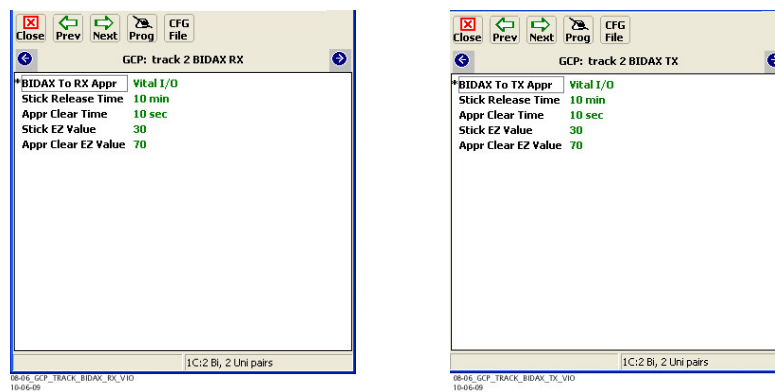 Close Prev Next Prog CFG File
GCP: track 2 BIDAX RX
*BIDAX To RX Appr Vital I/O
Stick Release Time 10 min
Appr Clear Time 10 sec
Stick EZ Value 30
Appr Clear EZ Value 70
1C:2 Bi, 2 Uni pairs
08-06_GCP_TRACK_BIDAX_RX_VIO
10-06-09
Close Prev Next Prog CFG File
GCP: track 2 BIDAX TX
*BIDAX To TX Appr Vital I/O
Stick Release Time 10 min
Appr Clear Time 10 sec
Stick EZ Value 30
Appr Clear EZ Value 70
1C:2 Bi, 2 Uni pairs
08-06_GCP_TRACK_BIDAX_TX_VIO
10-06-09